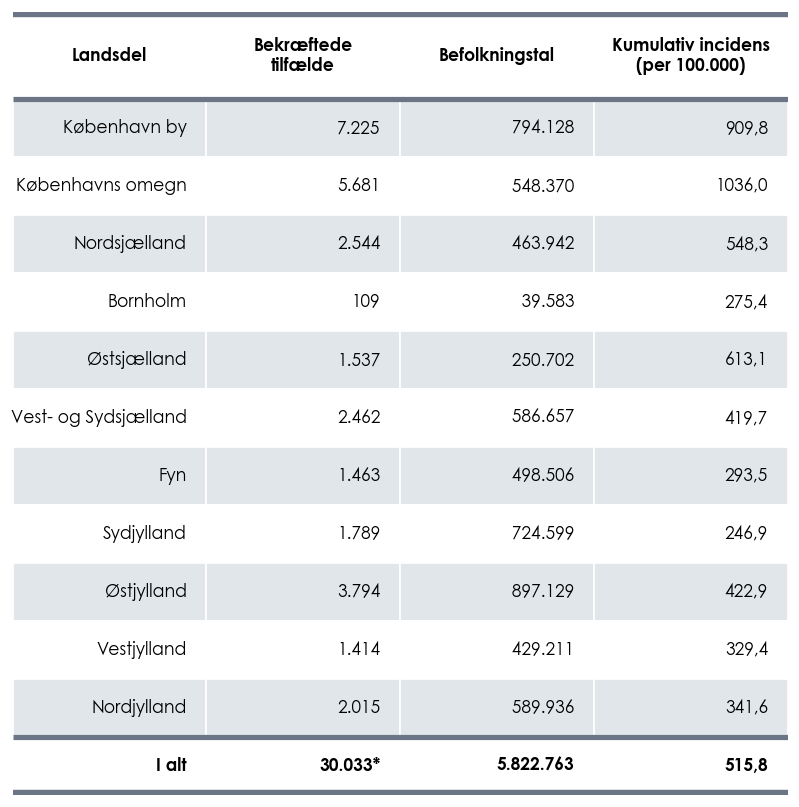 Landsdel Bekræftede tilfælde Befolkningstal Kumulativ incidens (per 100.000)
København by 7.225 794.128 909,8
Københavns omegn 5.681 548.370 1036,0
Nordsjælland 2.544 463.942 548,3
Bornholm 109 39.583 275,4
Østsjælland 1.537 250.702 613,1
Vest- og Sydsjælland 2.462 586.657 419,7
Fyn 1.463 498.506 293,5
Sydjylland 1.789 724.599 246,9
Østjylland 3.794 897.129 422,9
Vestjylland 1.414 429.211 329,4
Nordjylland 2.015 589.936 341,6
I alt 30.033* 5.822.763 515,8